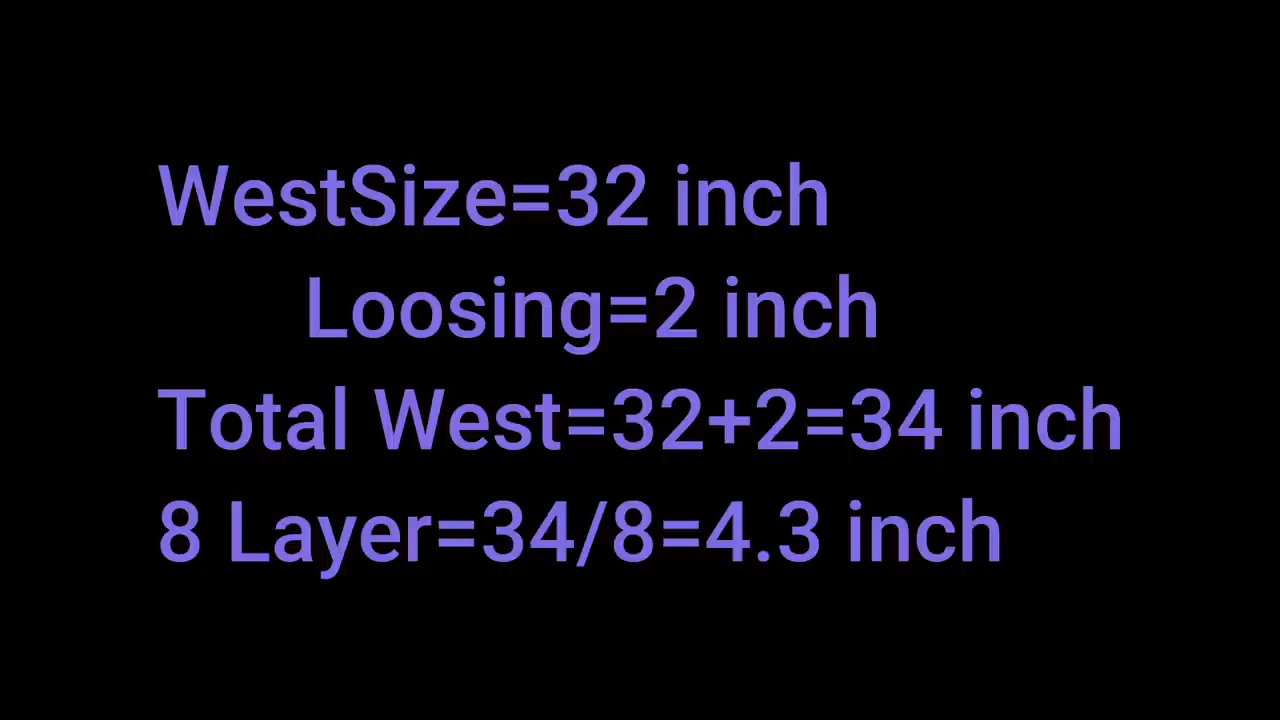 WestSize=32 inch
Loosing=2 inch
Total West=32+2=34 inch
8 Layer=34/8=4.3 inch